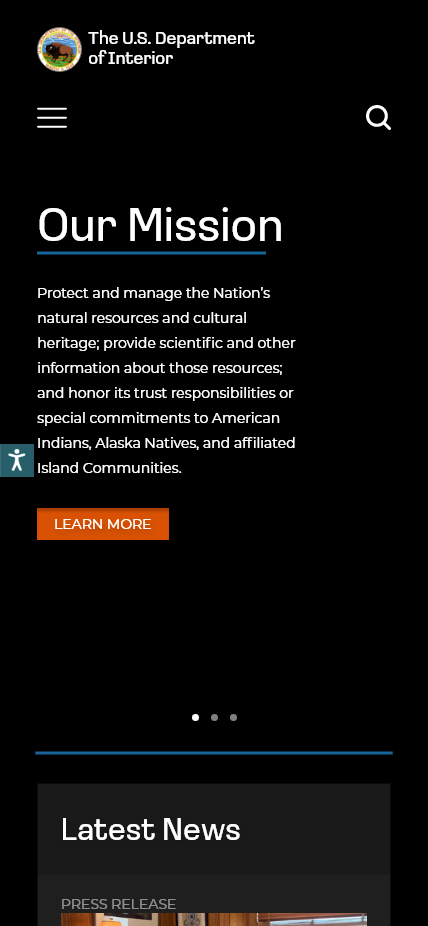 The U.S. Department
of Interior
Our Mission
Protect and manage the Nation's
natural resources and cultural
heritage; provide scientific and other
information about those resources;
and honor its trust responsibilities or
special commitments to American
Indians, Alaska Natives, and affiliated
Island Communities.
LEARN MORE
Latest News
PRESS RELEASE